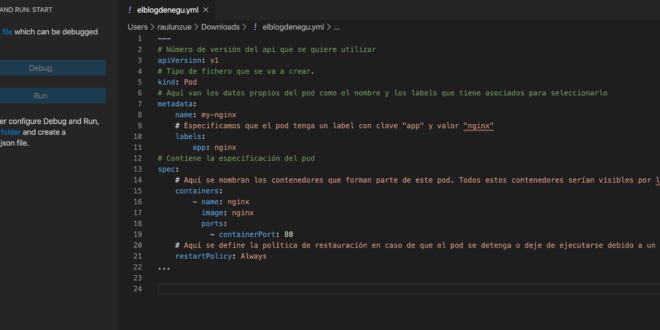 AND RUN: START
file which can be debugged
Debug
Run
er configure Debug and Run,
folder and create a
json file.
elblogdenegu.yml
Users > raulunzue > Downloads > ! elblogdenegu.yml > ...
1 ---
2 # Número de versión del api que se quiere utilizar
3 apiVersion: v1
4 # Tipo de fichero que se va a crear.
5 kind: Pod
6 # Aquí van los datos propios del pod como el nombre y los labels que tiene asociados para seleccionarlo
7 metadata:
8 name: my-nginx
9 # Especificamos que el pod tenga un label con clave "app" y valor "nginx"
10 labels:
11 app: nginx
12 # Contiene la especificación del pod
13 spec:
14 # Aquí se nombran los contenedores que forman parte de este pod. Todos estos contenedores serían visibles por l
15 containers:
16 - name: nginx
17 image: nginx
18 ports:
19 - containerPort: 80
20 # Aquí se define la política de restauración en caso de que el pod se detenga o deje de ejecutarse debido a un
21 restartPolicy: Always
22 ...
23
24